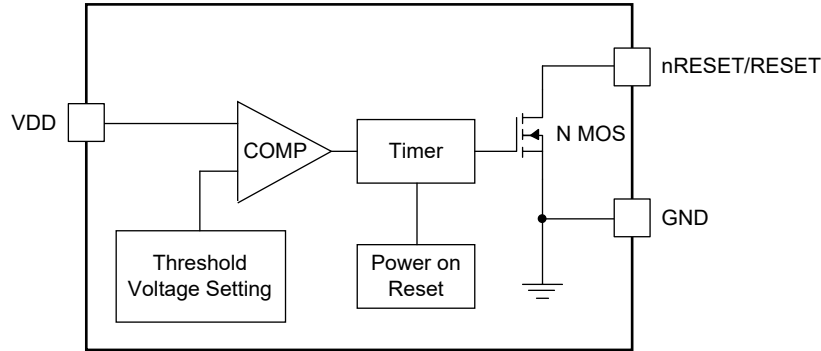 nRESET/RESET
VDD
COMP
Timer
N MOS
GND
Threshold
Voltage Setting
Power on
Reset